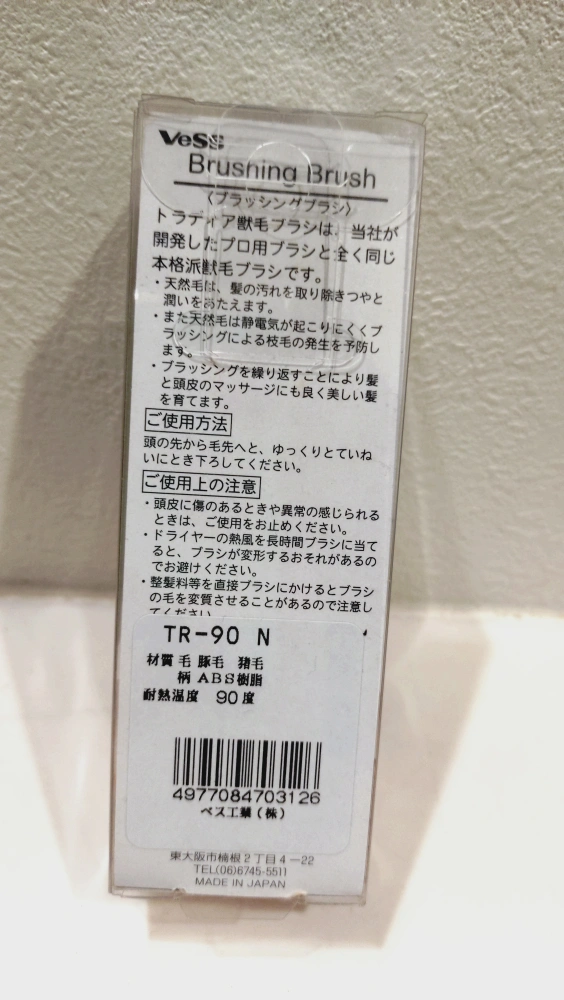 VeSS
Brushing Brush
〈ブラッシングブラシ〉
トラディア獣毛ブラシは、当社が
開発したプロ用ブラシと全く同じ
本格派獣毛ブラシです。
・天然毛は、髪の汚れを取り除きつやと
潤いをあたえます。
・また天然毛は静電気が起こりにくくブ
ラッシングによる枝毛の発生を予防し
ます。
・ブラッシングを繰り返すことにより髪
と頭皮のマッサージにも良く美しい髪
を育てます。
ご使用方法
頭の先から毛先へと、ゆっくりとていね
いにとき下ろしてください。
ご使用上の注意
・頭皮に傷のあるときや異常の感じられる
ときは、ご使用をお止めください。
・ドライヤーの熱風を長時間ブラシに当て
ると、ブラシが変形するおそれがあるの
でお避けください。
・整髪料等を直接ブラシにかけるとブラシ
の毛を変質させることがあるので注意し
てください
TR-90 N
材質 毛 豚毛 猪毛
柄 ABS樹脂
耐熱温度 90度
4977084703126
ベス工業(株)
東大阪市楠根2丁目4-22
TEL(06)6745-5511
MADE IN JAPAN